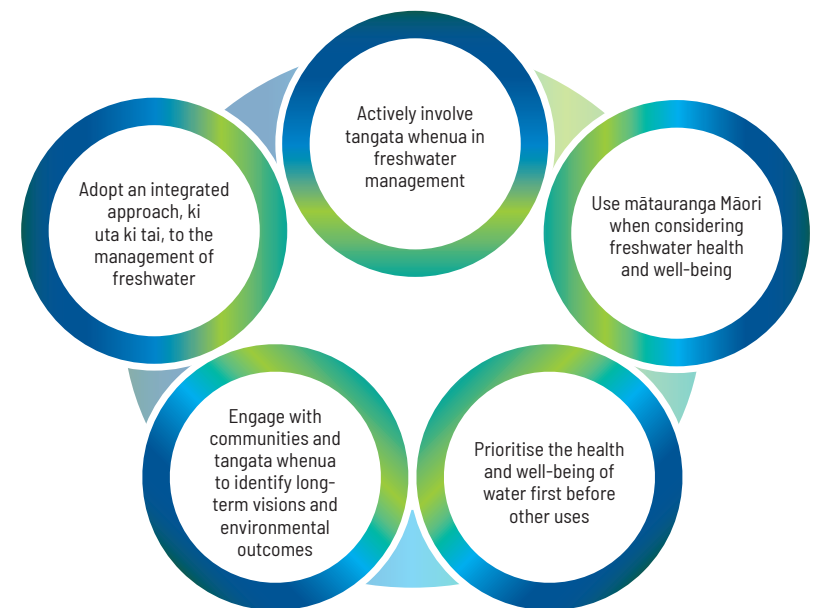 Actively involve
tangata whenua in
freshwater
management
Use mātauranga Māori
when considering
freshwater health
and well-being
Prioritise the health
and well-being of
water first before
other uses
Engage with
communities and
tangata whenua
to identify long-
term visions and
environmental
outcomes
Adopt an integrated
approach, ki
uta ki tai, to the
management of
freshwater